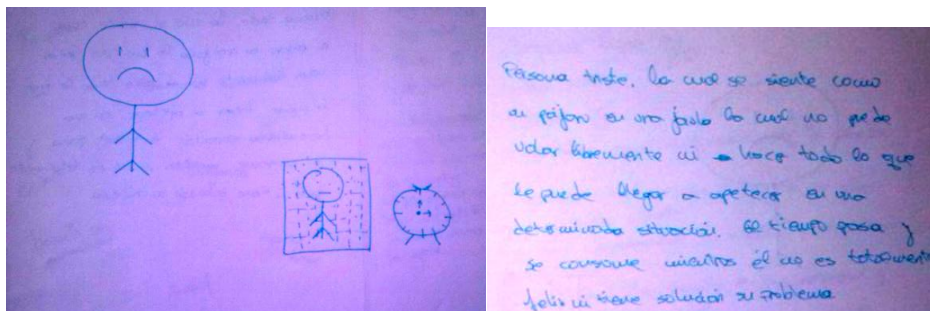 Persona triste, la cual se siente como
un pájaro en una jaula la cual no puede
volar libremente ni hace todo lo que
le puede llegar a apetecer en una
determinada situación. El tiempo pasa y
se consume mientras él no es totalmente
feliz ni tiene solución su problema